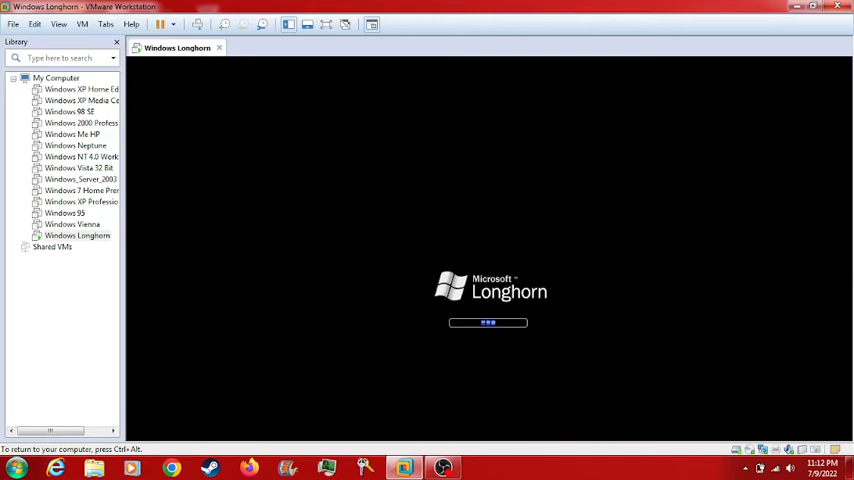 Windows Longhorn - VMware Workstation
File Edit View VM Tabs Help
Library
Windows Longhorn
Type here to search
My Computer
Windows XP Home Ed
Windows XP Media Ce
Windows 98 SE
Windows 2000 Profess
Windows Me HP
Windows Neptune
Windows NT 4.0 Work
Windows Vista 32 Bit
Windows_Server_2003
Windows 7 Home Prer
Windows XP Professio
Windows 95
Windows Vienna
Windows Longhorn
Shared VMs
Microsoft™
Longhorn
To return to your computer, press Ctrl+Alt.
11:12 PM
7/9/2022